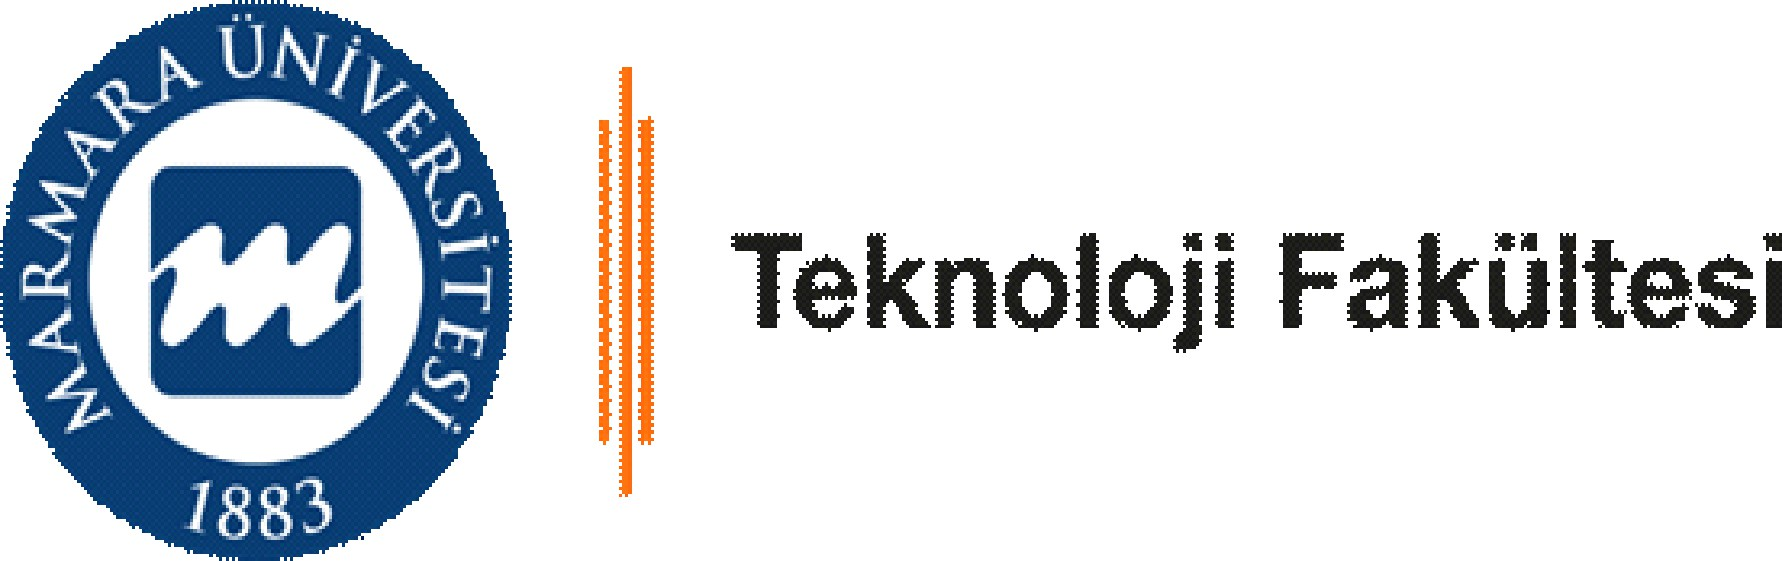 MARMARA ÜNİVERSİTESİ
1883
Teknoloji Fakültesi